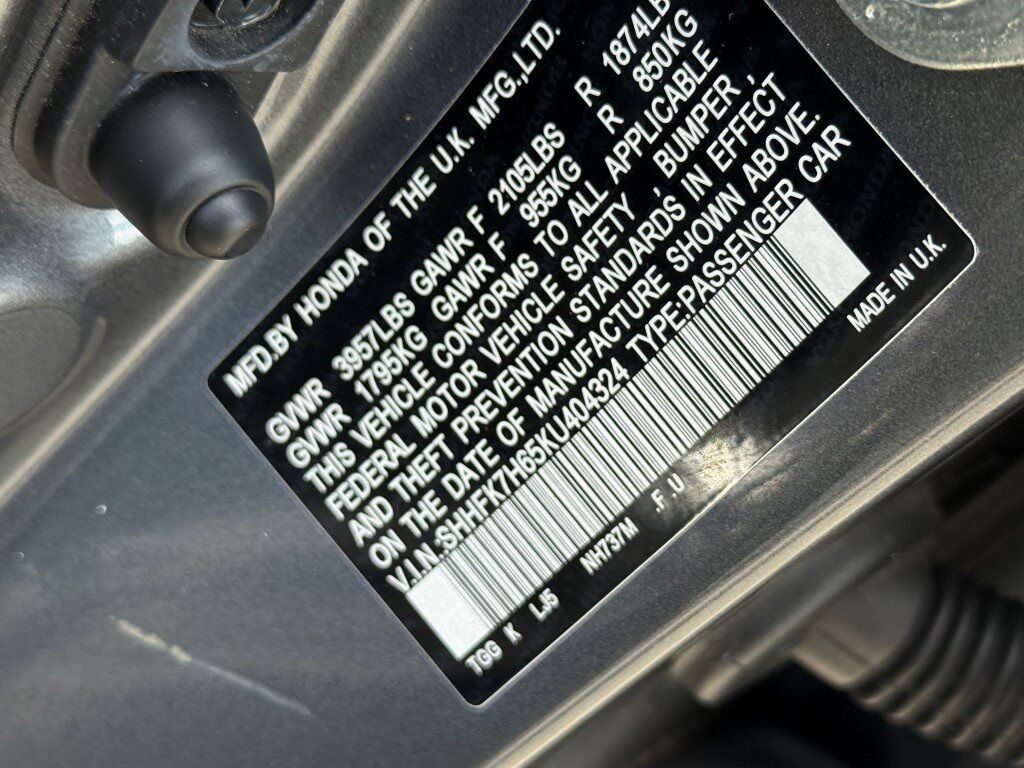 MFD.BY HONDA OF THE U.K. MFG.,LTD.
GVWR 3957LBS GAWR F 2105LBS R 1874LB
GVWR 1795KG GAWR F 955KG R 850KG
THIS VEHICLE CONFORMS TO ALL APPLICABLE
FEDERAL MOTOR VEHICLE SAFETY , BUMPER ,
AND THEFT PREVENTION STANDARDS IN EFFECT
ON THE DATE OF MANUFACTURE SHOWN ABOVE.
V.I.N.:SHHFK7H65KU404324 TYPE:PASSENGER CAR
TGG K LJ5 NH737M .F .U MADE IN U.K.